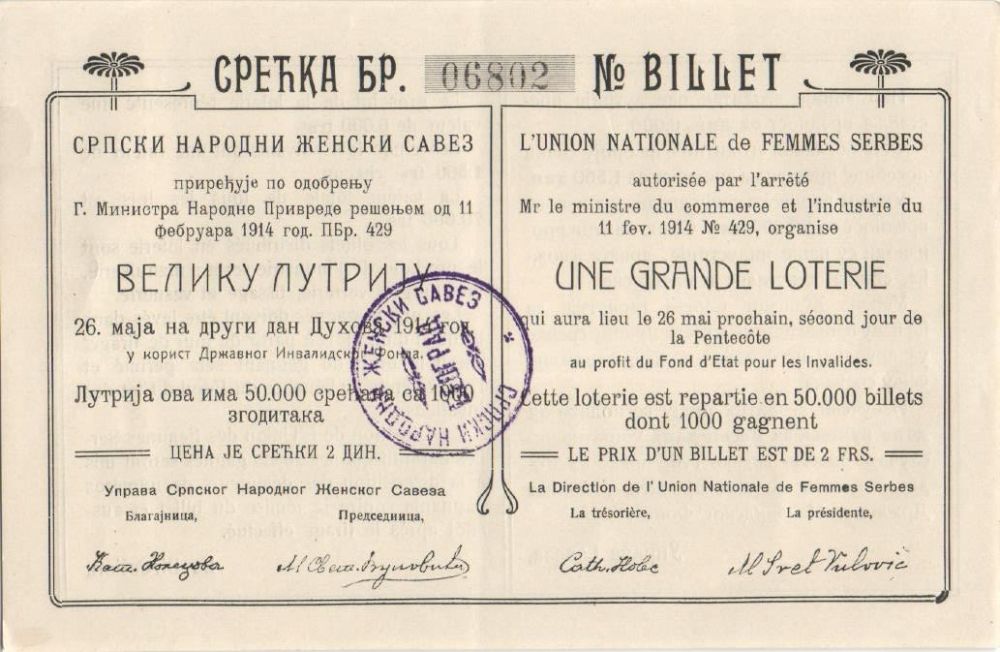 СРЕЋКА БР. 06802 № BILLET
СРПСКИ НАРОДНИ ЖЕНСКИ САВЕЗ
приређује по одобрењу
Г. Министра Народне Привреде решењем од 11
Фебруара 1914 год. ПБр. 429
ВЕЛИКУ ЛУТРИЈУ
26. маја на други дан Духова 1914 год.
у корист Државног Инвалидског Фонда.
Лутрија ова има 50.000 срећака са 1000
згодитака
ЦЕНА ЈЕ СРЕЋКИ 2 ДИН.
Управа Српског Народног Женског Савеза
Благајница, Председница,
L'UNION NATIONALE de FEMMES SERBES
autorisée par l'arrêté
Mr le ministre du commerce et l'industrie du
11 fev. 1914 № 429, organise
UNE GRANDE LOTERIE
qui aura lieu le 26 mai prochain, sécond jour de
la Pentecôte
au profit du Fond d'Etat pour les Invalides.
Cette loterie est repartie en 50.000 billets
dont 1000 gagnent
LE PRIX D'UN BILLET EST DE 2 FRS.
La Direction de l' Union Nationale de Femmes Serbes
La trésorière, La présidente,
Cath. Holec M Svet Vulović
СРПСКИ НАРОДНИ ЖЕНСКИ САВЕЗ
БЕОГРАД